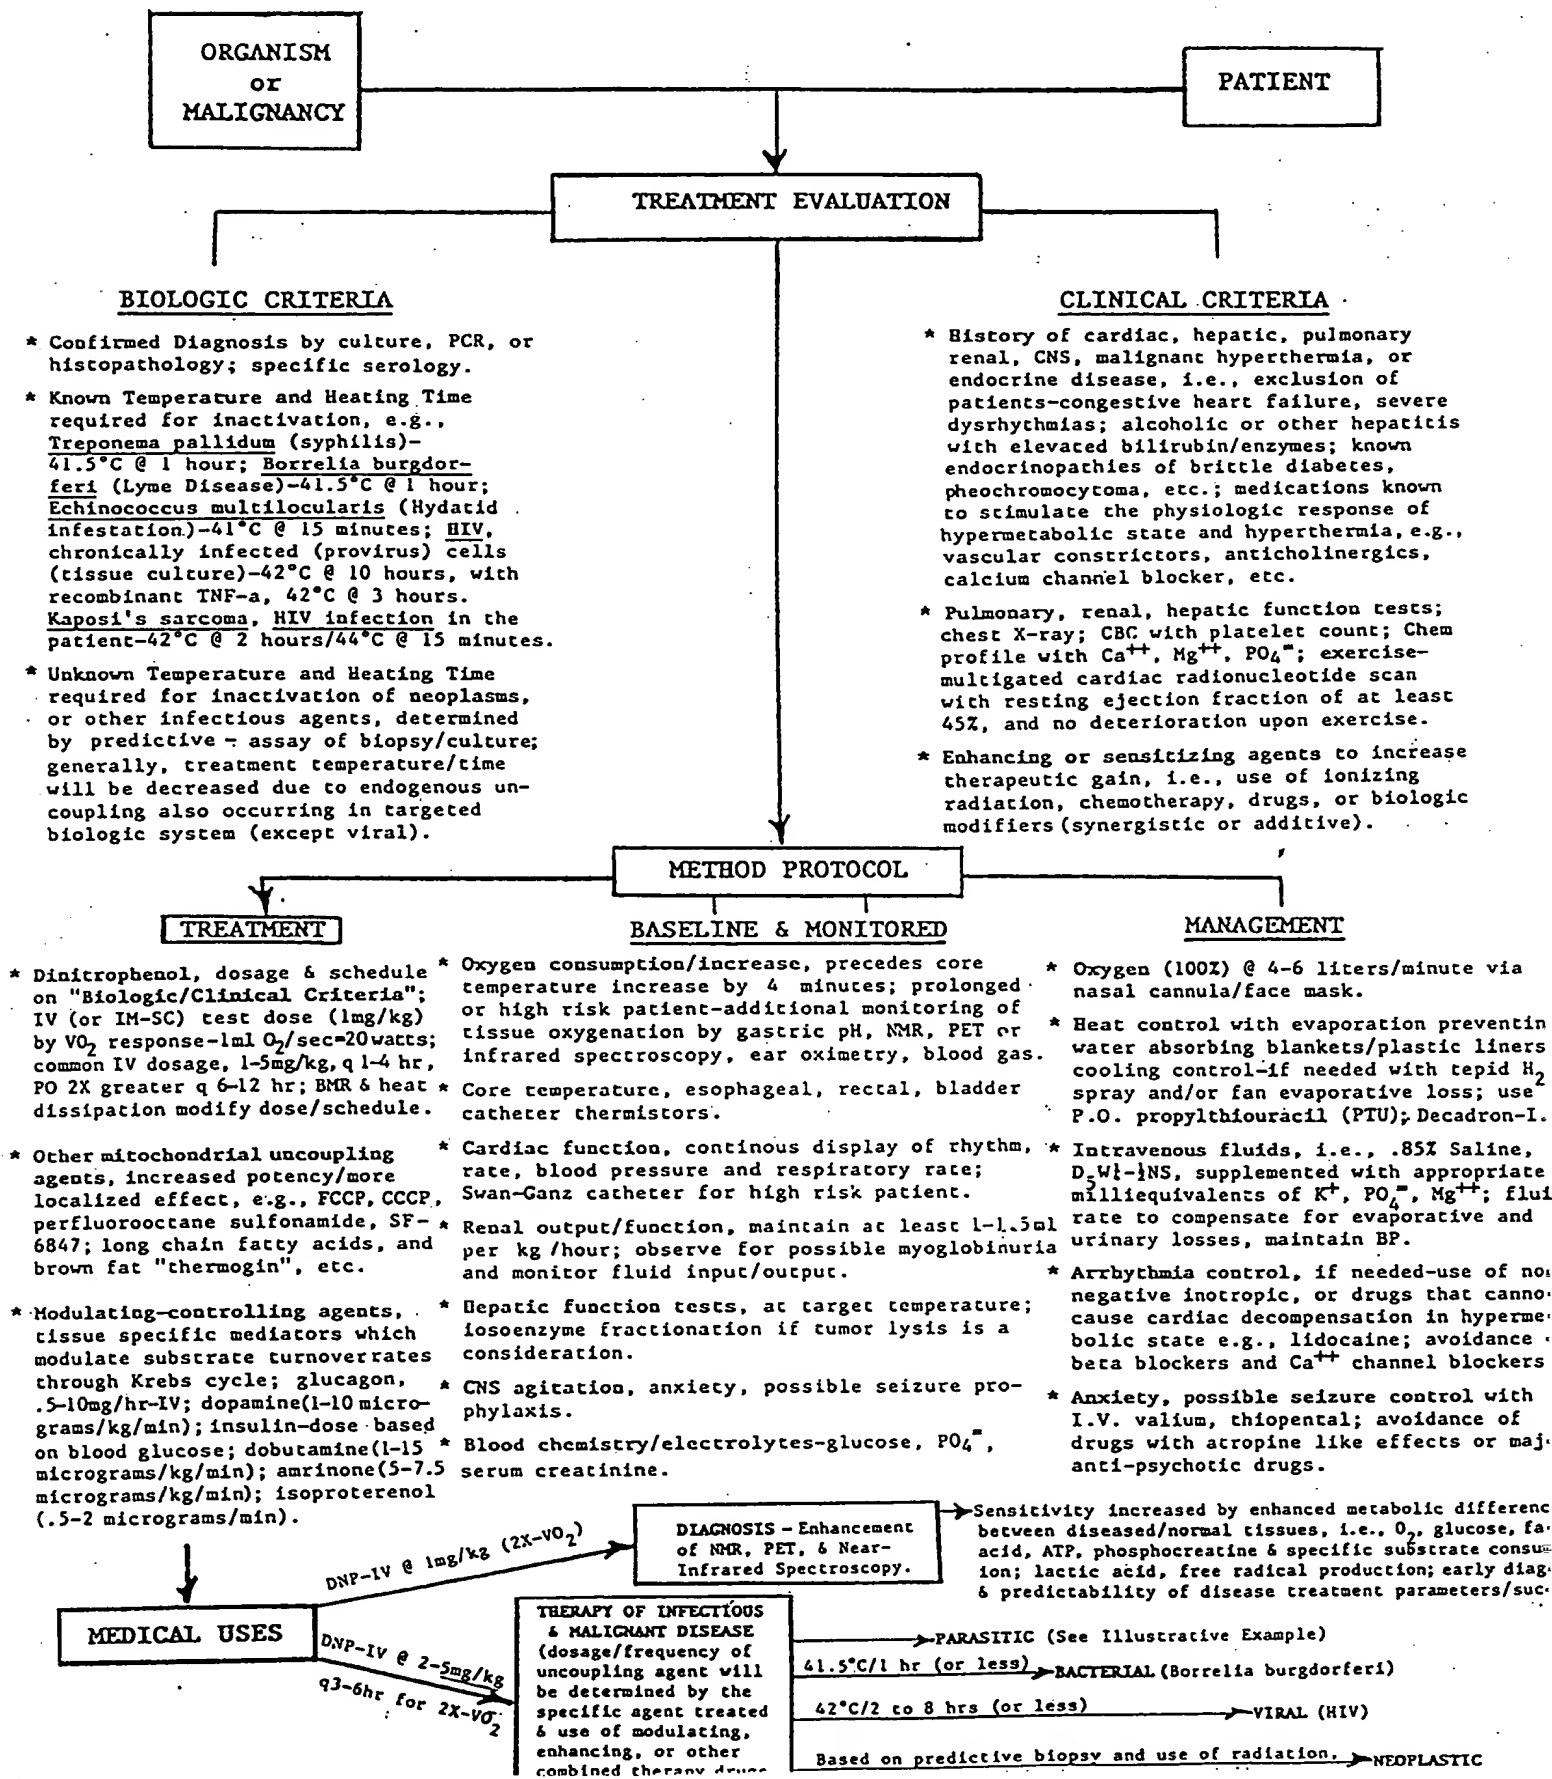 ORGANISM
or
MALIGNANCY
PATIENT
TREATMENT EVALUATION
BIOLOGIC CRITERIA
* Confirmed Diagnosis by culture, PCR, or
histopathology; specific serology.
* Known Temperature and Heating Time
required for inactivation, e.g.,
Treponema pallidum (syphilis)-
41.5°C @ 1 hour; Borrelia burgdor-
feri (Lyme Disease)-41.5°C @ 1 hour;
Echinococcus multilocularis (Hydatid
infestation)-41°C @ 15 minutes; HIV,
chronically infected (provirus) cells
(tissue culture)-42°C @ 10 hours, with
recombinant TNF-a, 42°C @ 3 hours.
Kaposi's sarcoma, HIV infection in the
patient-42°C @ 2 hours/44°C @ 15 minutes.
* Unknown Temperature and Heating Time
required for inactivation of neoplasms,
or other infectious agents, determined
by predictive - assay of biopsy/culture;
generally, treatment temperature/time
will be decreased due to endogenous un-
coupling also occurring in targeted
biologic system (except viral).
CLINICAL CRITERIA
* History of cardiac, hepatic, pulmonary
renal, CNS, malignant hyperthermia, or
endocrine disease, i.e., exclusion of
patients-congestive heart failure, severe
dysrhythmias; alcoholic or other hepatitis
with elevated bilirubin/enzymes; known
endocrinopathies of brittle diabetes,
pheochromocytoma, etc.; medications known
to stimulate the physiologic response of
hypermetabolic state and hyperthermia, e.g.,
vascular constrictors, anticholinergics,
calcium channel blocker, etc.
* Pulmonary, renal, hepatic function tests;
chest X-ray; CBC with platelet count; Chem
profile with Ca++, Mg++, PO4=; exercise-
multigated cardiac radionucleotide scan
with resting ejection fraction of at least
45%, and no deterioration upon exercise.
* Enhancing or sensitizing agents to increase
therapeutic gain, i.e., use of ionizing
radiation, chemotherapy, drugs, or biologic
modifiers (synergistic or additive).
METHOD PROTOCOL
TREATMENT
* Dinitrophenol, dosage & schedule
on "Biologic/Clinical Criteria";
IV (or IM-SC) test dose (1mg/kg)
by VO2 response-1ml O2/sec=20watts;
common IV dosage, 1-5mg/kg, q 1-4 hr,
PO 2X greater q 6-12 hr; BMR & heat
dissipation modify dose/schedule.
* Other mitochondrial uncoupling
agents, increased potency/more
localized effect, e.g., FCCP, CCCP,
perfluorooctane sulfonamide, SF-
6847; long chain fatty acids, and
brown fat "thermogin", etc.
* Modulating-controlling agents,
tissue specific mediators which
modulate substrate turnover rates
through Krebs cycle; glucagon,
.5-10mg/hr-IV; dopamine(1-10 micro-
grams/kg/min); insulin-dose based
on blood glucose; dobutamine(1-15
micrograms/kg/min); amrinone(5-7.5
micrograms/kg/min); isoproterenol
(.5-2 micrograms/min).
BASELINE & MONITORED
* Oxygen consumption/increase, precedes core
temperature increase by 4 minutes; prolonged
or high risk patient-additional monitoring of
tissue oxygenation by gastric pH, NMR, PET or
infrared spectroscopy, ear oximetry, blood gas.
* Core temperature, esophageal, rectal, bladder
catheter thermistors.
* Cardiac function, continous display of rhythm,
rate, blood pressure and respiratory rate;
Swan-Ganz catheter for high risk patient.
* Renal output/function, maintain at least 1-1.5ml
per kg/hour; observe for possible myoglobinuria
and monitor fluid input/output.
* Hepatic function tests, at target temperature;
iosoenzyme fractionation if tumor lysis is a
consideration.
* CNS agitation, anxiety, possible seizure pro-
phylaxis.
* Blood chemistry/electrolytes-glucose, PO4=,
serum creatinine.
MANAGEMENT
* Oxygen (100%) @ 4-6 liters/minute via
nasal cannula/face mask.
* Heat control with evaporation preventin
water absorbing blankets/plastic liners
cooling control-if needed with tepid H2
spray and/or fan evaporative loss; use
P.O. propylthiouracil (PTU); Decadron-I.
* Intravenous fluids, i.e., .85% Saline,
D5W¼-½NS, supplemented with appropriate
milliequivalents of K+, PO4=, Mg++; flui
rate to compensate for evaporative and
urinary losses, maintain BP.
* Arrhythmia control, if needed-use of no
negative inotropic, or drugs that canno
cause cardiac decompensation in hyperme
bolic state e.g., lidocaine; avoidance
beta blockers and Ca++ channel blockers
* Anxiety, possible seizure control with
I.V. valium, thiopental; avoidance of
drugs with atropine like effects or maj
anti-psychotic drugs.
MEDICAL USES
DNP-IV @ 1mg/kg (2X-VO2)
DIAGNOSIS - Enhancement
of NMR, PET, & Near-
Infrared Spectroscopy.
Sensitivity increased by enhanced metabolic differenc
between diseased/normal tissues, i.e., O2, glucose, fa
acid, ATP, phosphocreatine & specific substrate consu
ion; lactic acid, free radical production; early diag
& predictability of disease treatment parameters/suc
DNP-IV @ 2-5mg/kg
q3-6hr for 2X-VO2
THERAPY OF INFECTIOUS
& MALIGNANT DISEASE
(dosage/frequency of
uncoupling agent will
be determined by the
specific agent treated
& use of modulating,
enhancing, or other
combined therapy drugs
PARASITIC (See Illustrative Example)
41.5°C/1 hr (or less) BACTERIAL (Borrelia burgdorferi)
42°C/2 to 8 hrs (or less) VIRAL (HIV)
Based on predictive biopsy and use of radiation, NEOPLASTIC